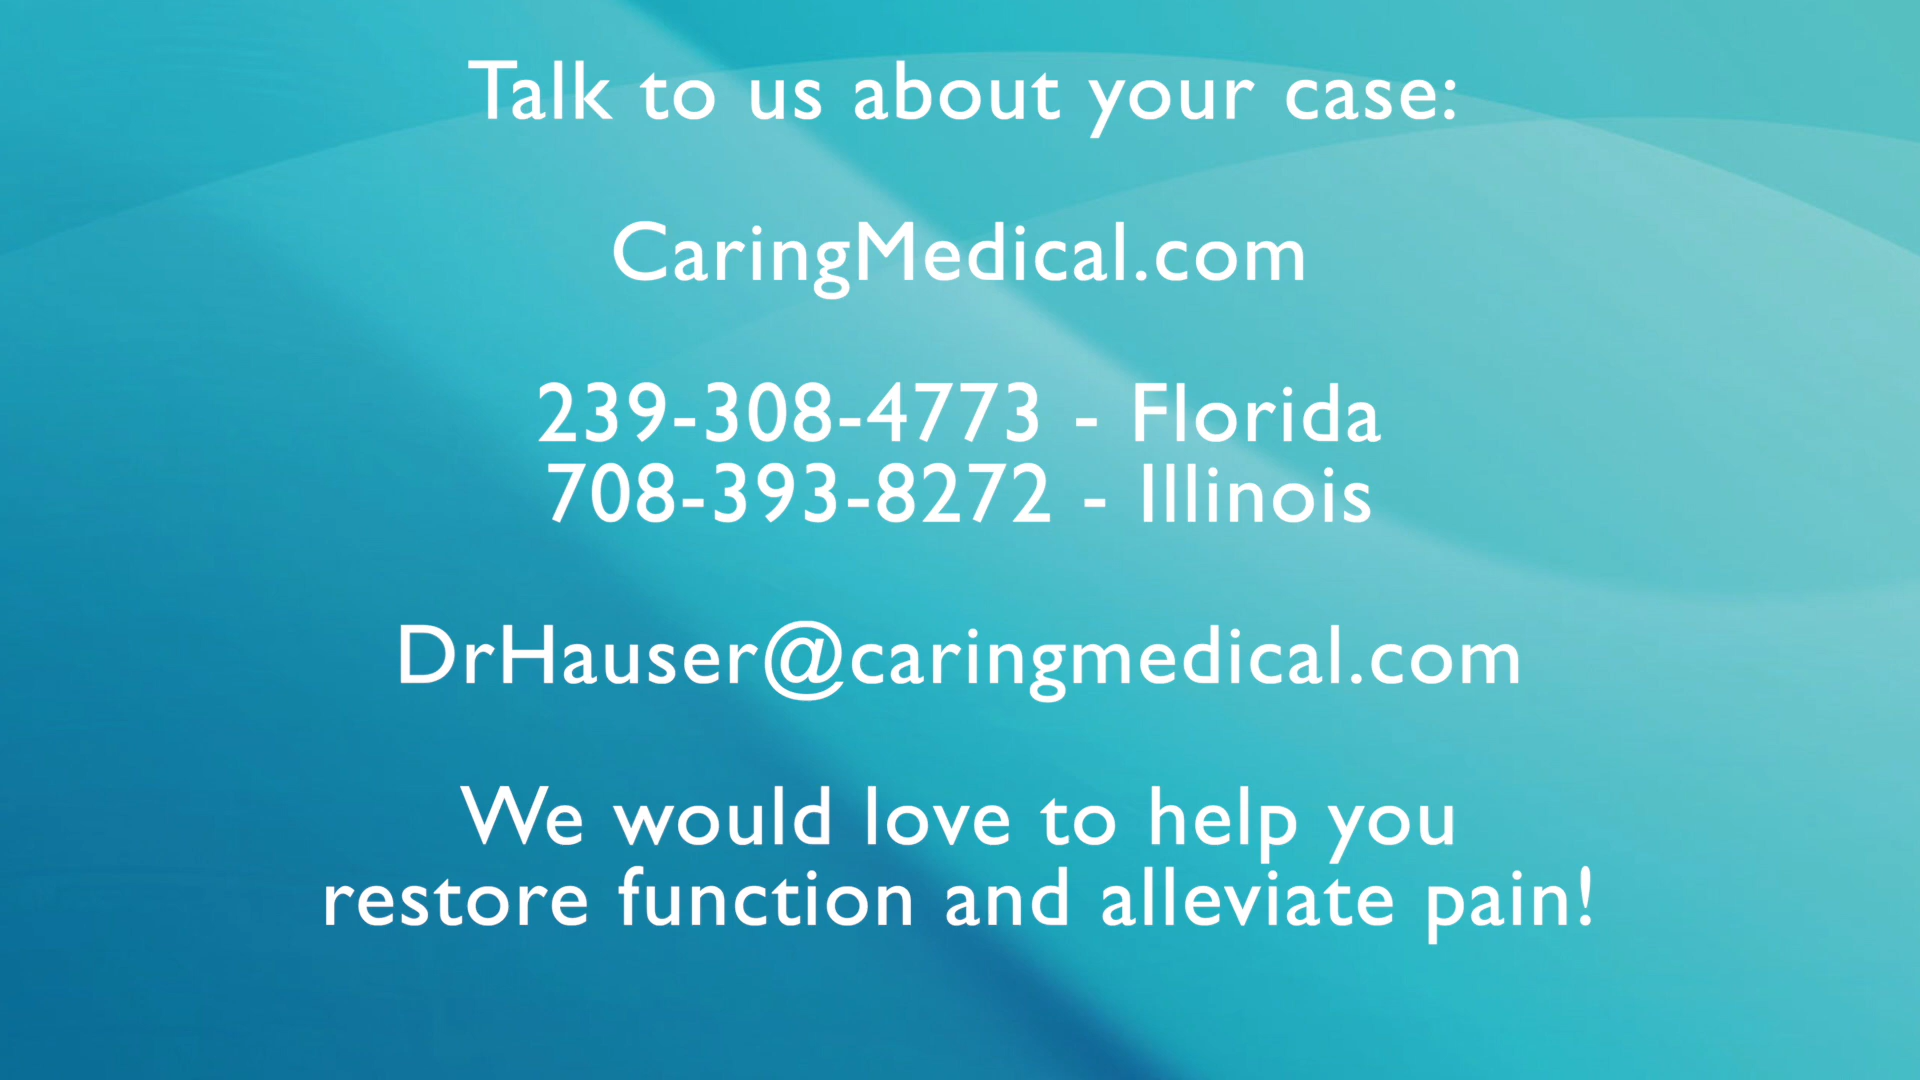 Talk to us about your case:
CaringMedical.com
239-308-4773 - Florida
708-393-8272 - Illinois
DrHauser@caringmedical.com
We would love to help you
restore function and alleviate pain!